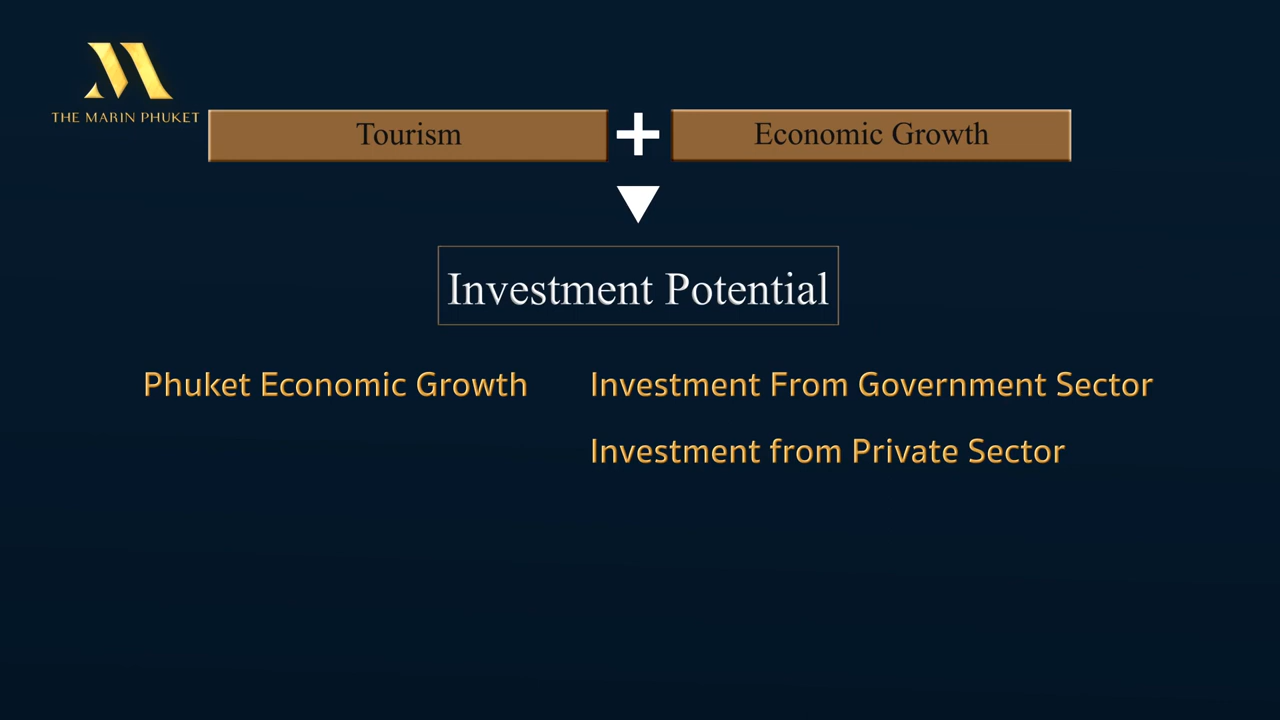 THE MARIN PHUKET
Tourism + Economic Growth
Investment Potential
Phuket Economic Growth
Investment From Government Sector
Investment from Private Sector